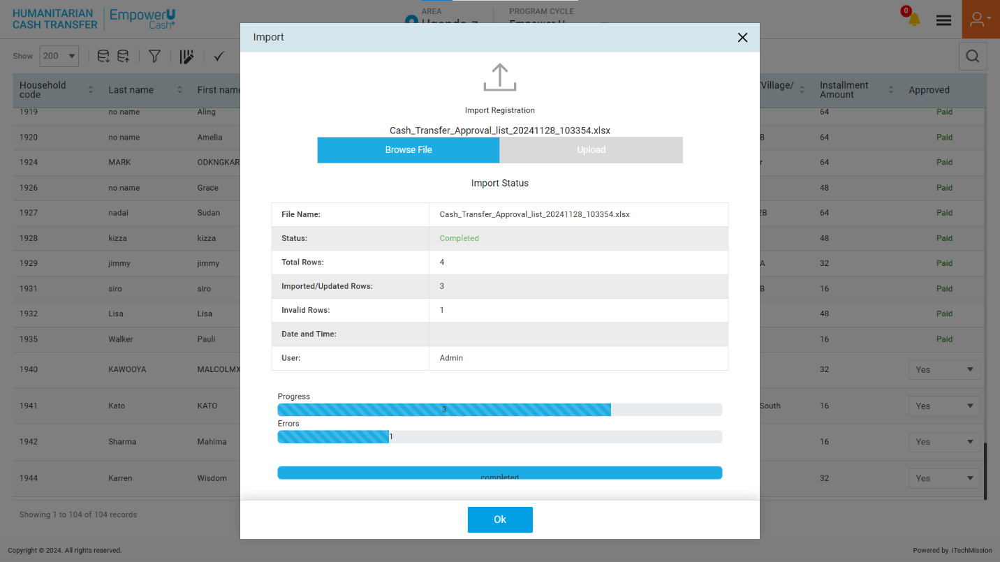 HUMANITARIAN
CASH TRANSFER
EmpowerU
Cash+
AREA
PROGRAM CYCLE
0
Import
Show
200
Import Registration
Cash_Transfer_Approval_list_20241128_103354.xlsx
Browse File
Upload
Import Status
File Name: Cash_Transfer_Approval_list_20241128_103354.xlsx
Status: Completed
Total Rows: 4
Imported/Updated Rows: 3
Invalid Rows: 1
Date and Time:
User: Admin
Progress
3
Errors
1
completed
Ok
Household code Last name First name Village/ Installment Amount Approved
1919 no name Aling 64 Paid
1920 no name Amelia B 64 Paid
1924 MARK ODKNGKAR r 64 Paid
1926 no name Grace 48 Paid
1927 nadai Sudan 2B 64 Paid
1928 kizza kizza 48 Paid
1929 jimmy jimmy A 32 Paid
1931 siro siro B 16 Paid
1932 Lisa Lisa 48 Paid
1935 Walker Pauli 16 Paid
1940 KAWOOYA MALCOLMX 32 Yes
1941 Kato KATO South 16 Yes
1942 Sharma Mahima 16 Yes
1944 Karren Wisdom 32 Yes
Showing 1 to 104 of 104 records
Copyright © 2024. All rights reserved.
Powered by iTechMission